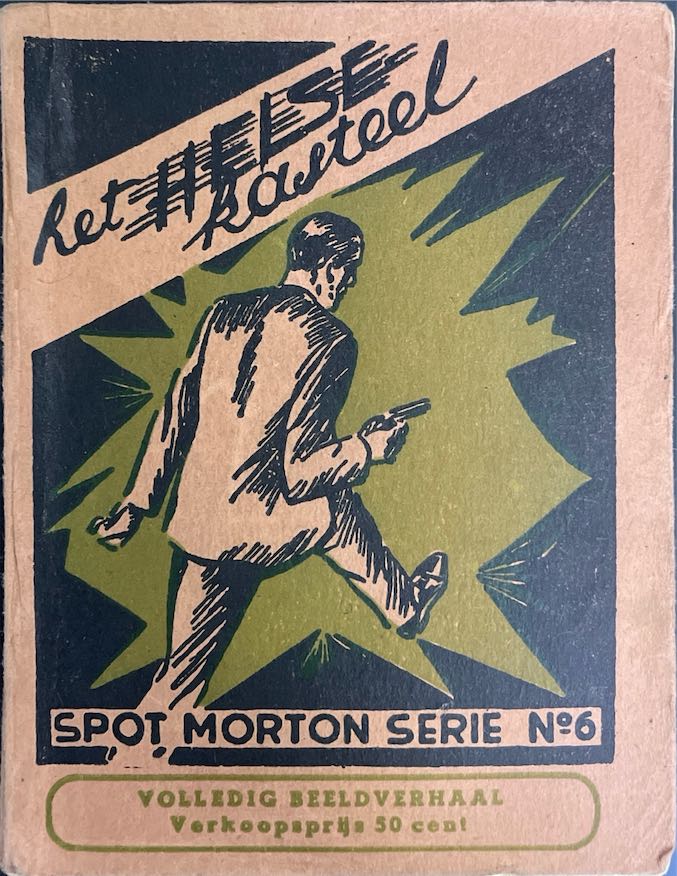 het HELSE
kasteel
SPOT MORTON SERIE Nº6
VOLLEDIG BEELDVERHAAL
Verkoopsprijs 50 cent